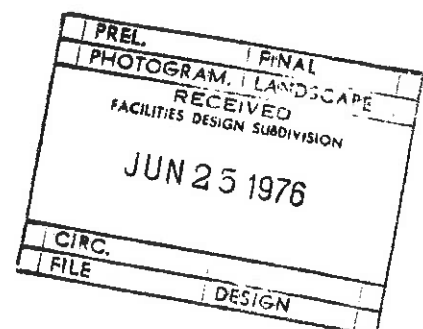 PREL. FINAL
PHOTOGRAM. LANDSCAPE
RECEIVED
FACILITIES DESIGN SUBDIVISION
JUN 25 1976
CIRC.
FILE DESIGN